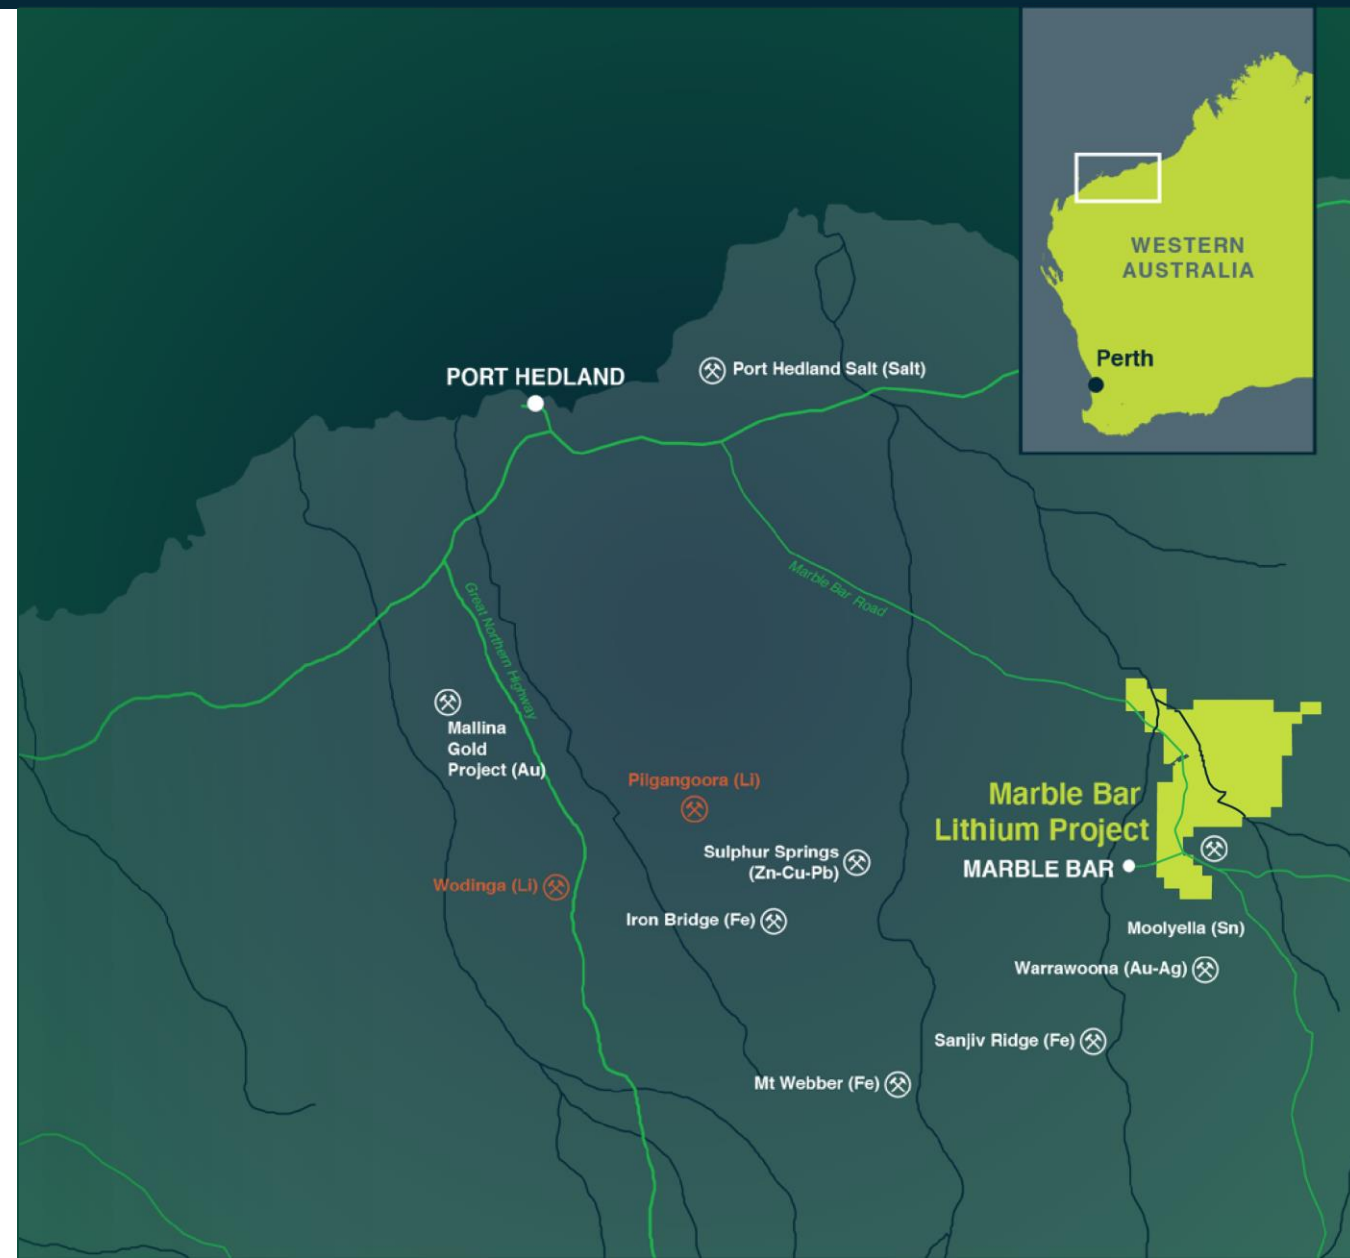 WESTERN
AUSTRALIA
Perth
Port Hedland Salt (Salt)
PORT HEDLAND
Marble Bar Road
Great Northern Highway
Mallina
Gold
Project (Au)
Pilgangoora (Li)
Marble Bar
Lithium Project
MARBLE BAR
Sulphur Springs
(Zn-Cu-Pb)
Wodinga (Li)
Iron Bridge (Fe)
Moolyella (Sn)
Warrawoona (Au-Ag)
Sanjiv Ridge (Fe)
Mt Webber (Fe)